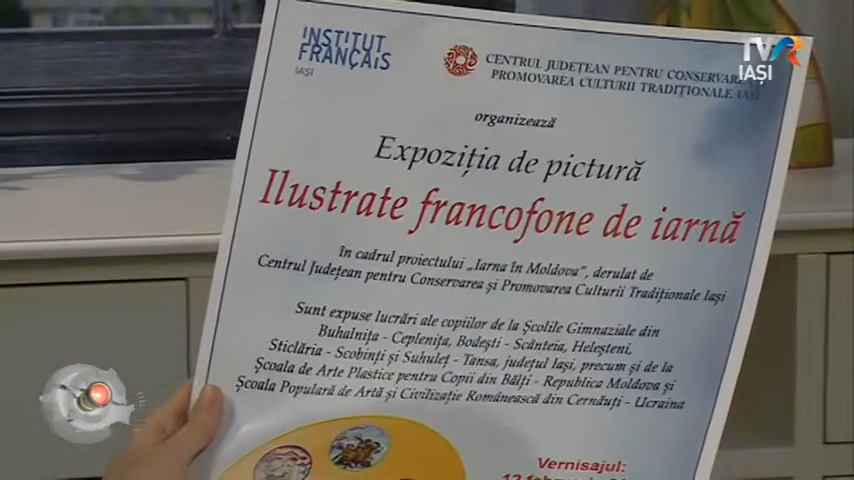 TVR
IAȘI
INSTITUT
FRANÇAIS
IAȘI
CENTRUL JUDEȚEAN PENTRU CONSERVAREA
PROMOVAREA CULTURII TRADIȚIONALE IAȘI
organizează
Expoziția de pictură
Ilustrate francofone de iarnă
în cadrul proiectului „Iarna în Moldova”, derulat de
Centrul Județean pentru Conservarea și Promovarea Culturii Tradiționale Iași
Sunt expuse lucrări ale copiilor de la Școlile Gimnaziale din
Buhalnița - Ceplenița, Bodești - Scânteia, Heleșteni,
Sticlăria - Scobinți și Suhuleț - Tansa, județul Iași, precum și de la
Școala de Arte Plastice pentru Copii din Bălți - Republica Moldova și
Școala Populară de Artă și Civilizație Românească din Cernăuți - Ucraina
Vernisajul: